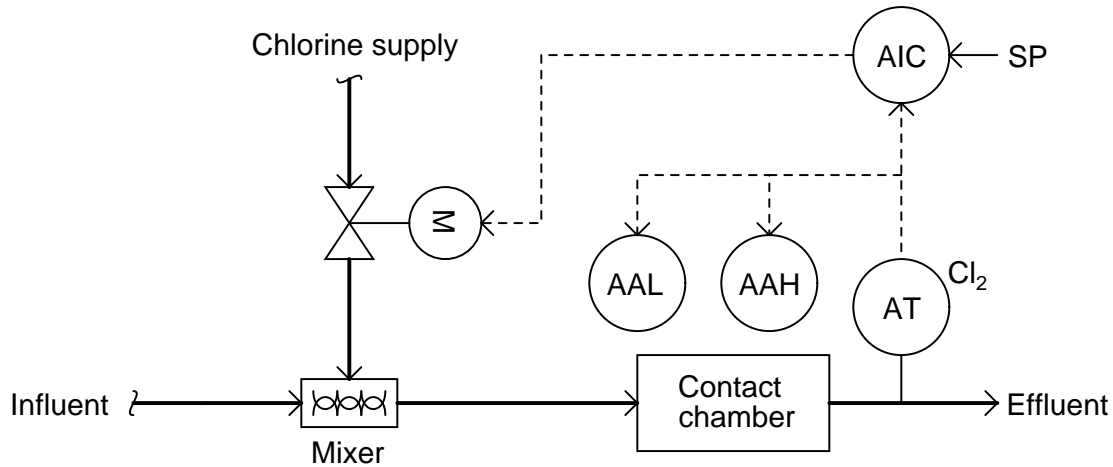 Chlorine supply
AIC
SP
M
AAL
AAH
AT
Cl₂
Influent
Mixer
Contact
chamber
Effluent